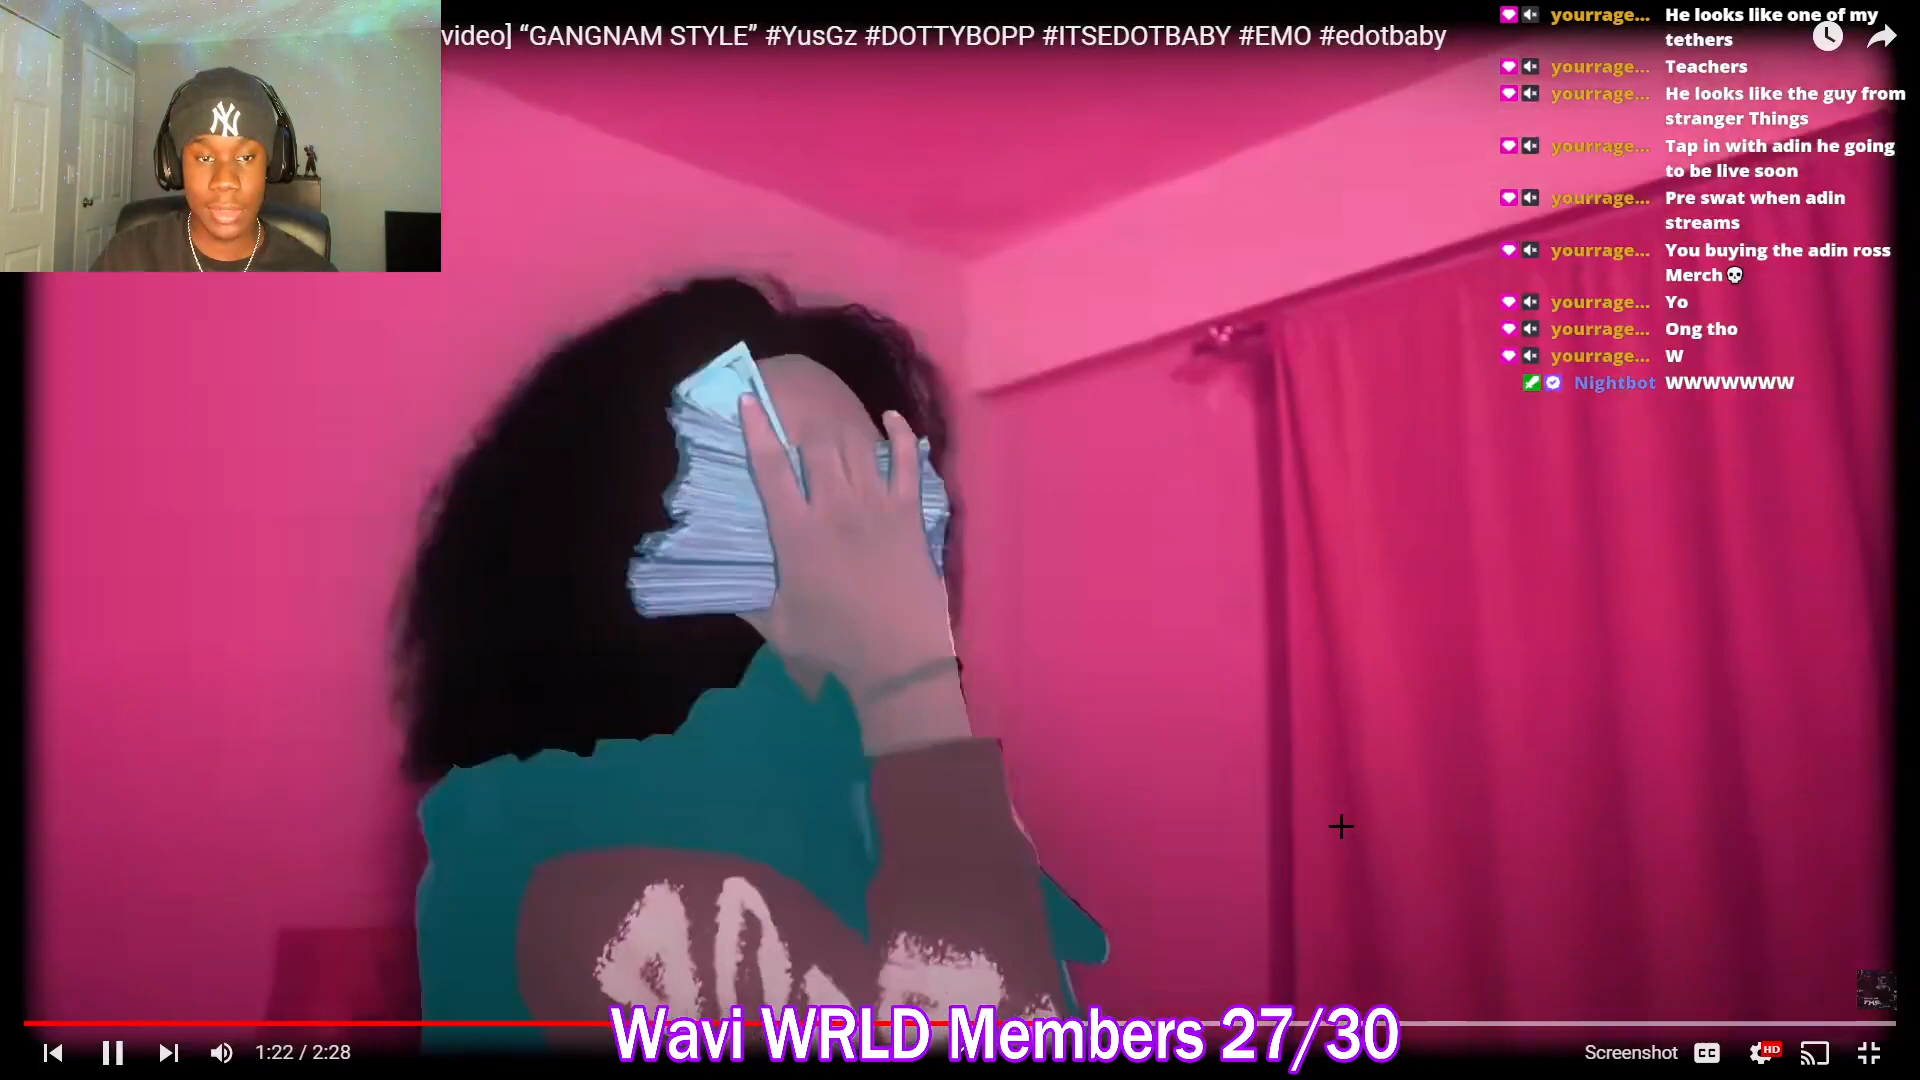 video] “GANGNAM STYLE” #YusGz #DOTTYBOPP #ITSEDOTBABY #EMO #edotbaby
NY
yourrage... He looks like one of my
tethers
yourrage... Teachers
yourrage... He looks like the guy from
stranger Things
yourrage... Tap in with adin he going
to be live soon
yourrage... Pre swat when adin
streams
yourrage... You buying the adin ross
Merch💀
yourrage... Yo
yourrage... Ong tho
yourrage... W
Nightbot WWWWWWW
Wavi WRLD Members 27/30
1:22 / 2:28
Screenshot
CC
HD